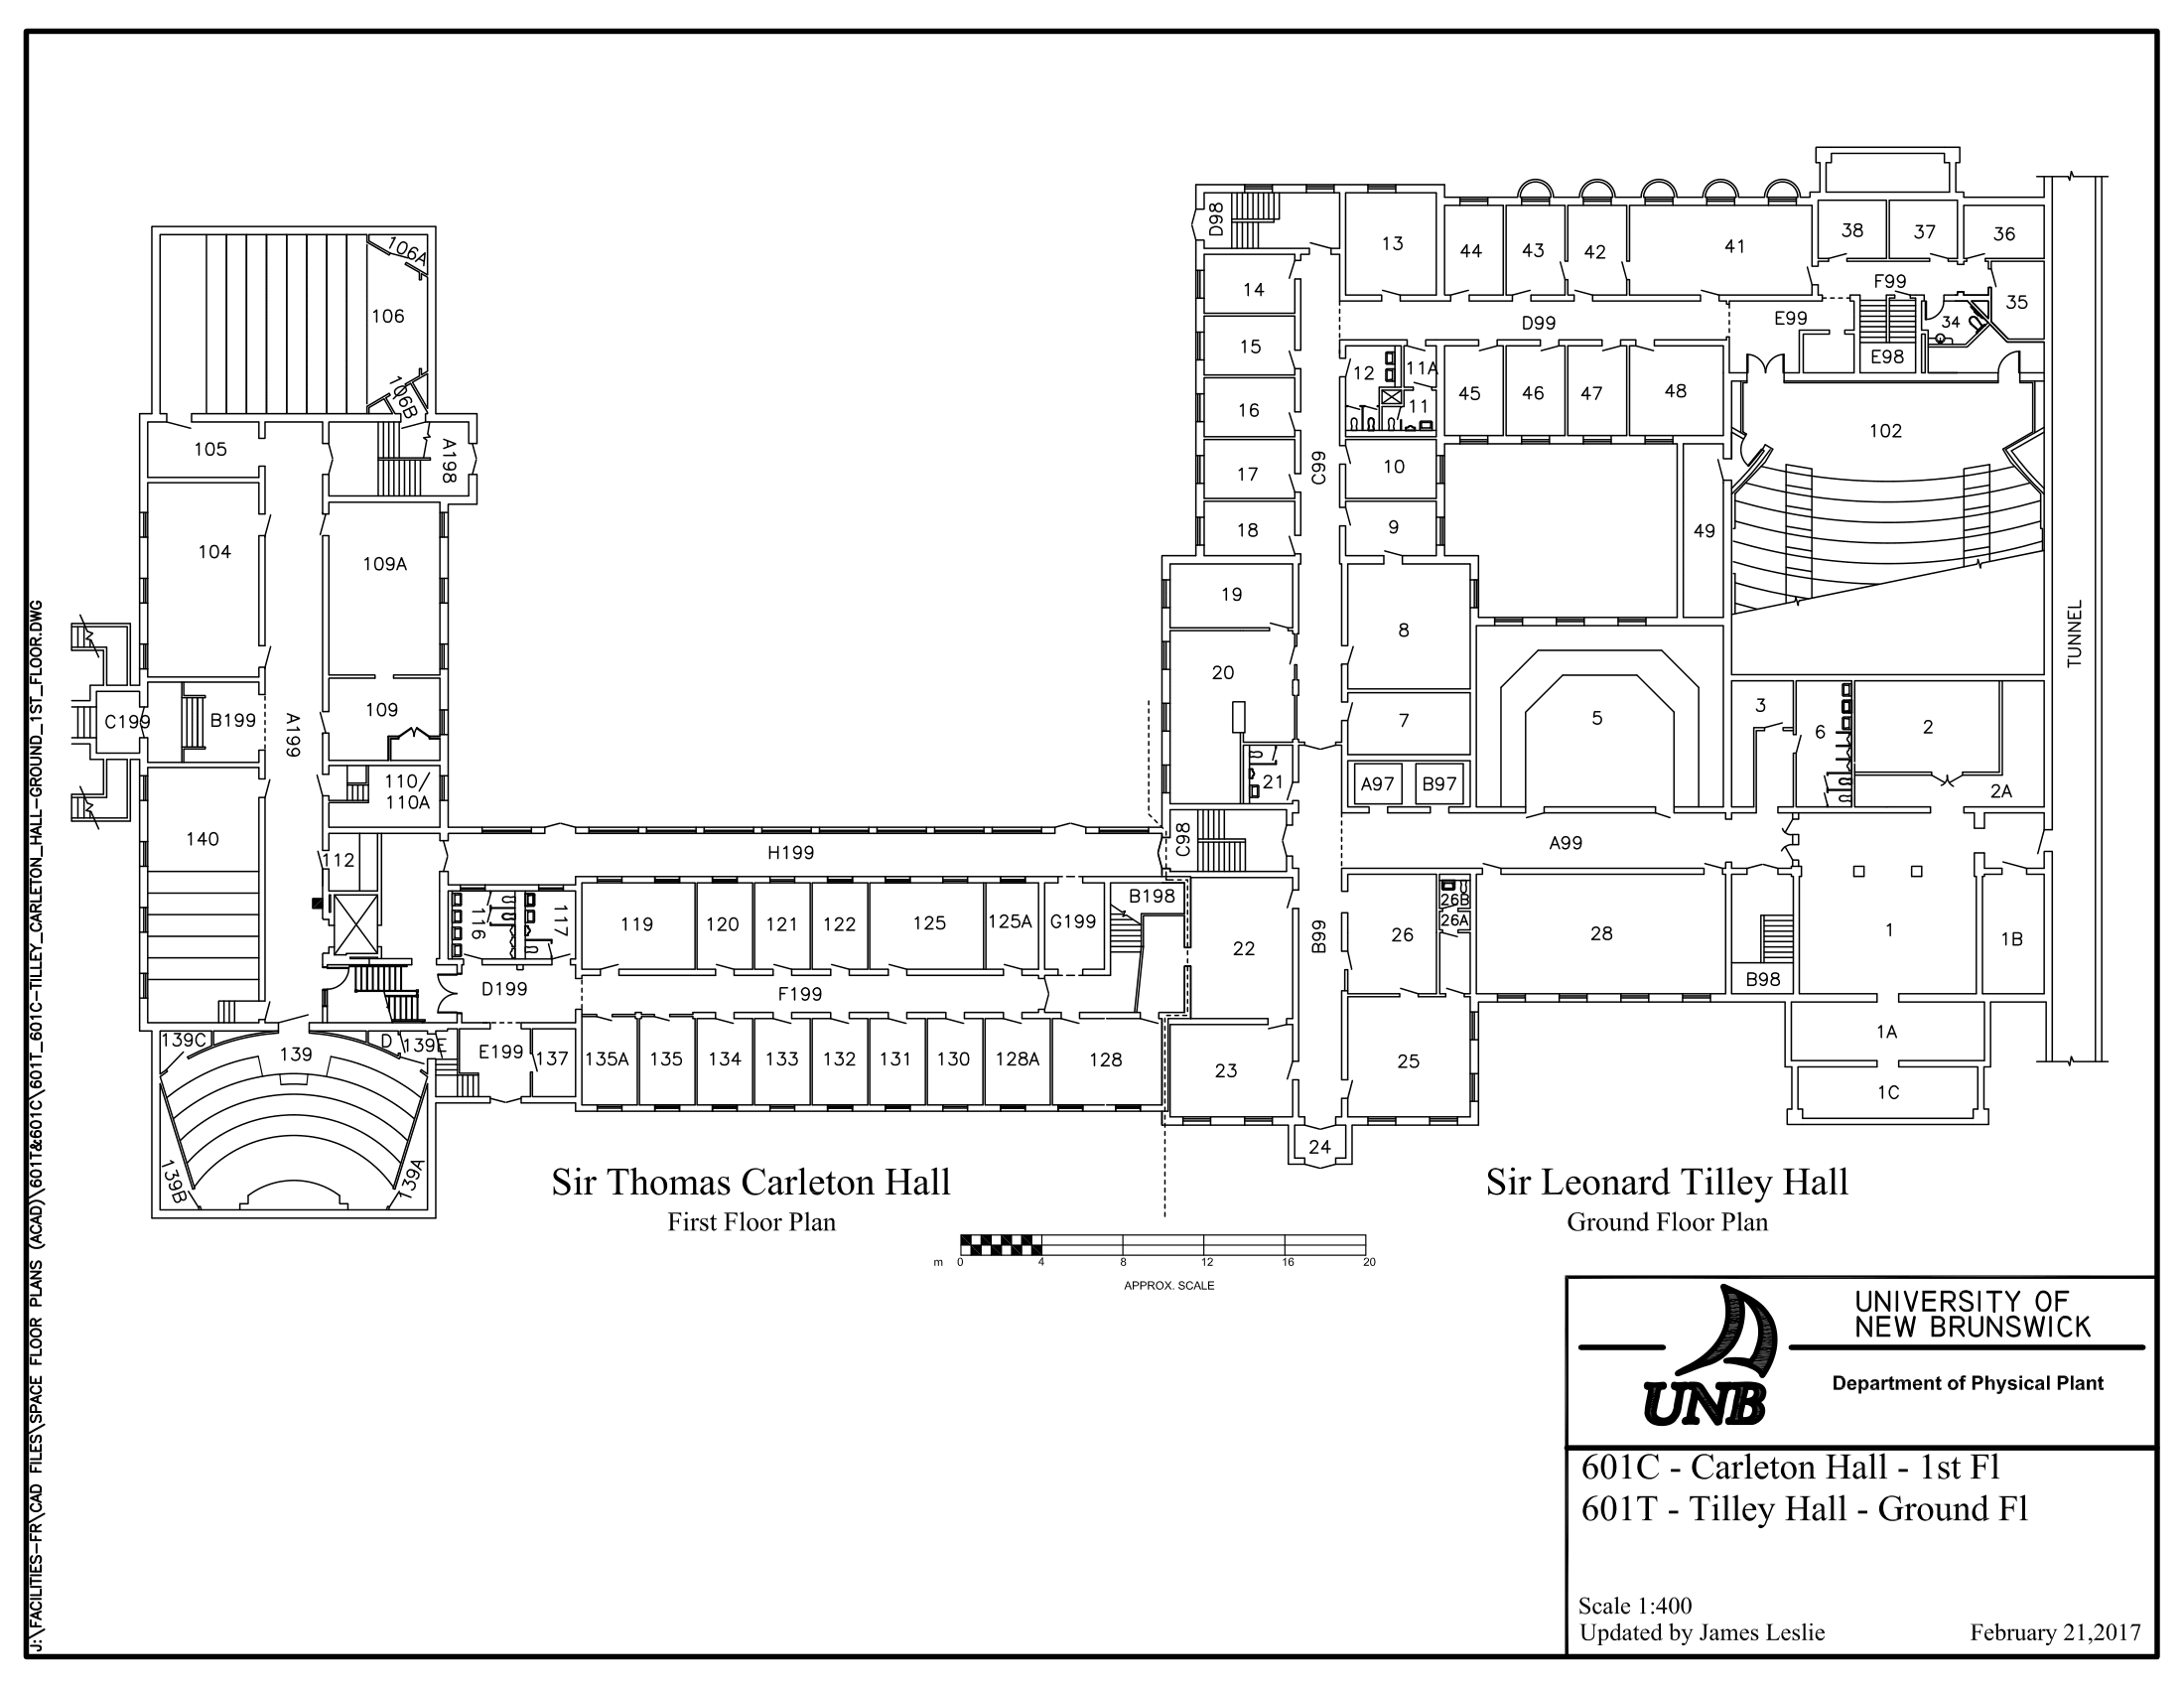 J:\FACILITIES-FR\CAD FILES\SPACE FLOOR PLANS (ACAD)\601T&601C\601T_601C-TILLEY_CARLETON_HALL-GROUND_1ST_FLOOR.DWG
106A
106
106B
105
A198
104
109A
C199
B199
A199
109
110/
110A
140
112
H199
116
117
119
120
121
122
125
125A
G199
B198
D199
F199
139C
139
D
139E
E199
137
135A
135
134
133
132
131
130
128A
128
139B
139A
D98
13
44
43
42
41
38
37
36
14
F99
35
D99
E99
34
E98
15
12
11A
11
45
46
47
48
16
102
C99
17
10
18
9
49
19
8
20
7
5
3
6
2
TUNNEL
21
A97
B97
2A
C98
A99
22
B99
26
26B
26A
28
1
1B
B98
23
25
1A
1C
24
Sir Thomas Carleton Hall
First Floor Plan
Sir Leonard Tilley Hall
Ground Floor Plan
m 0 4 8 12 16 20
APPROX. SCALE
UNB
UNIVERSITY OF
NEW BRUNSWICK
Department of Physical Plant
601C - Carleton Hall - 1st Fl
601T - Tilley Hall - Ground Fl
Scale 1:400
Updated by James Leslie
February 21,2017